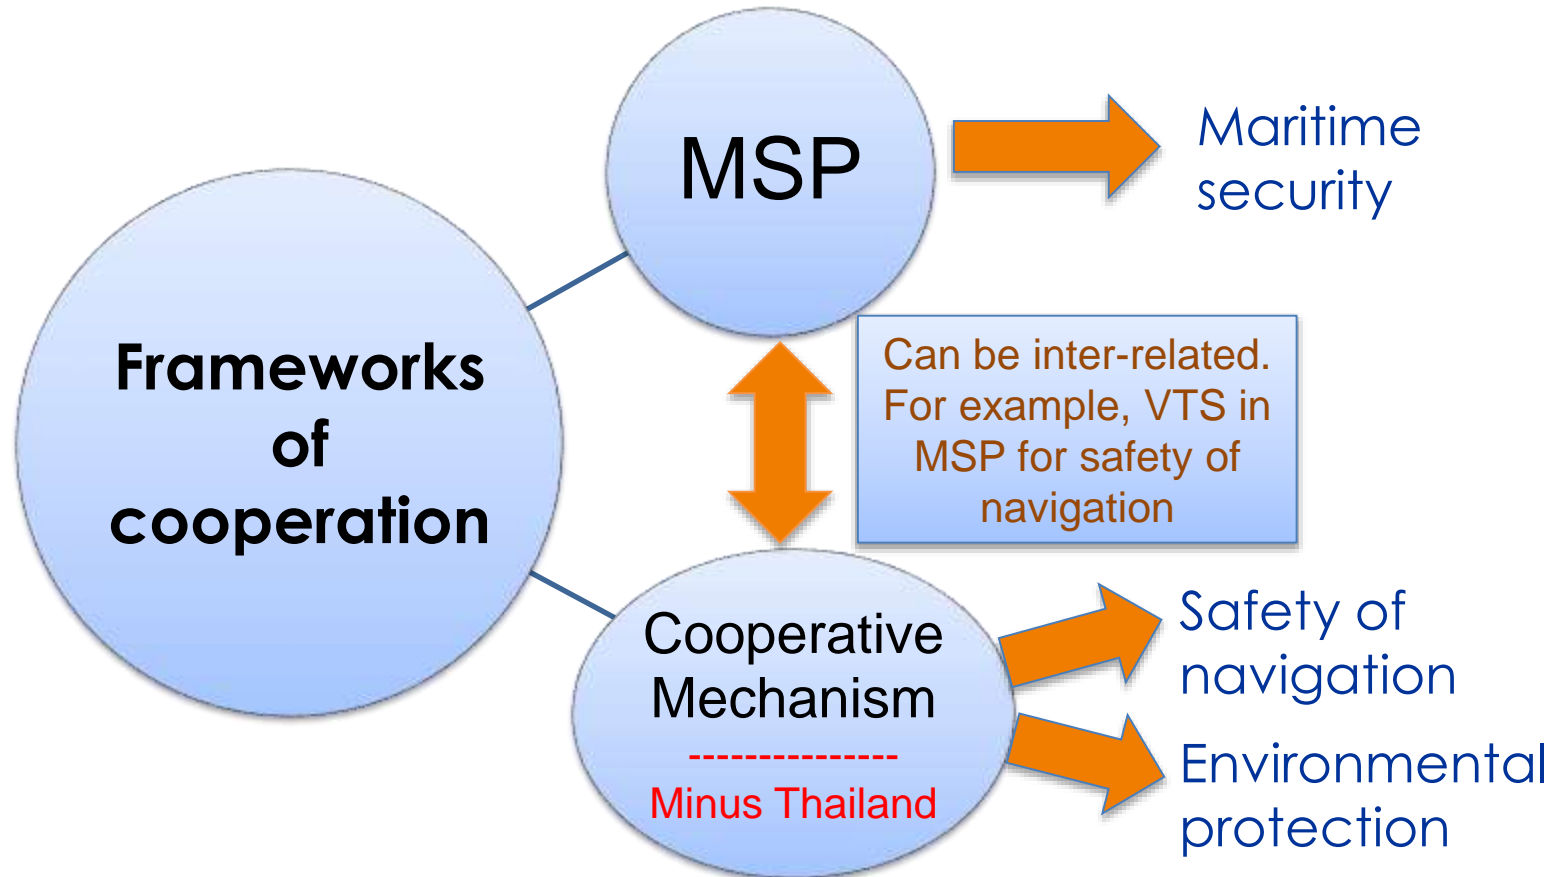 MSP
Maritime
security
Frameworks
of
cooperation
Can be inter-related.
For example, VTS in
MSP for safety of
navigation
Cooperative
Mechanism
---------------
Minus Thailand
Safety of
navigation
Environmental
protection